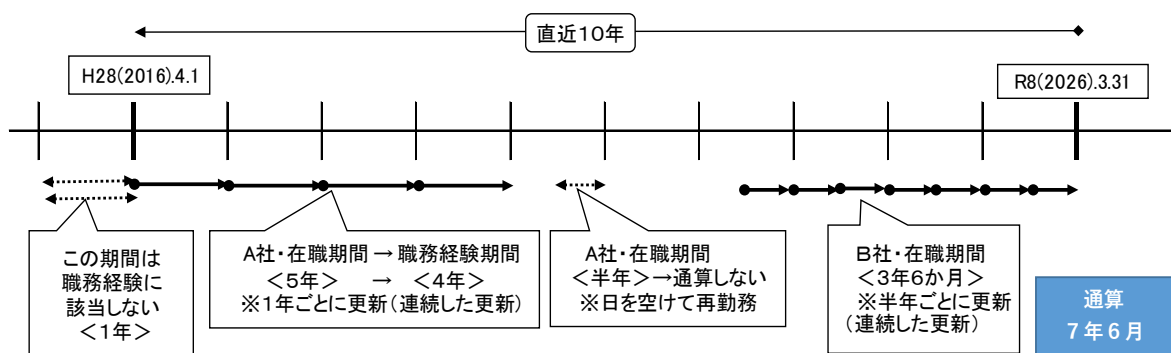 直近10年
H28(2016).4.1
R8(2026).3.31
この期間は
職務経験に
該当しない
<1年>
A社・在職期間 → 職務経験期間
<5年> → <4年>
※1年ごとに更新(連続した更新)
A社・在職期間
<半年>→通算しない
※日を空けて再勤務
B社・在職期間
<3年6か月>
※半年ごとに更新
(連続した更新)
通算
7年6月